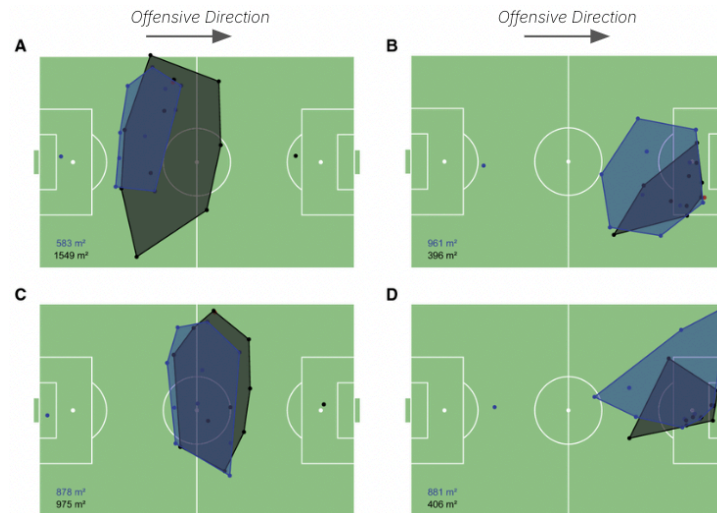 Offensive Direction
Offensive Direction
A
B
583 m²
1549 m²
961 m²
396 m²
C
D
878 m²
975 m²
881 m²
406 m²